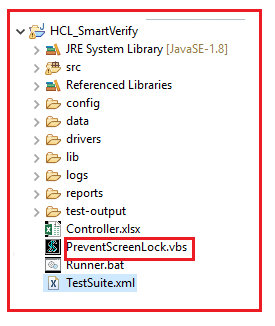 HCL_SmartVerify
JRE System Library [JavaSE-1.8]
src
Referenced Libraries
config
data
drivers
lib
logs
reports
test-output
Controller.xlsx
PreventScreenLock.vbs
Runner.bat
TestSuite.xml